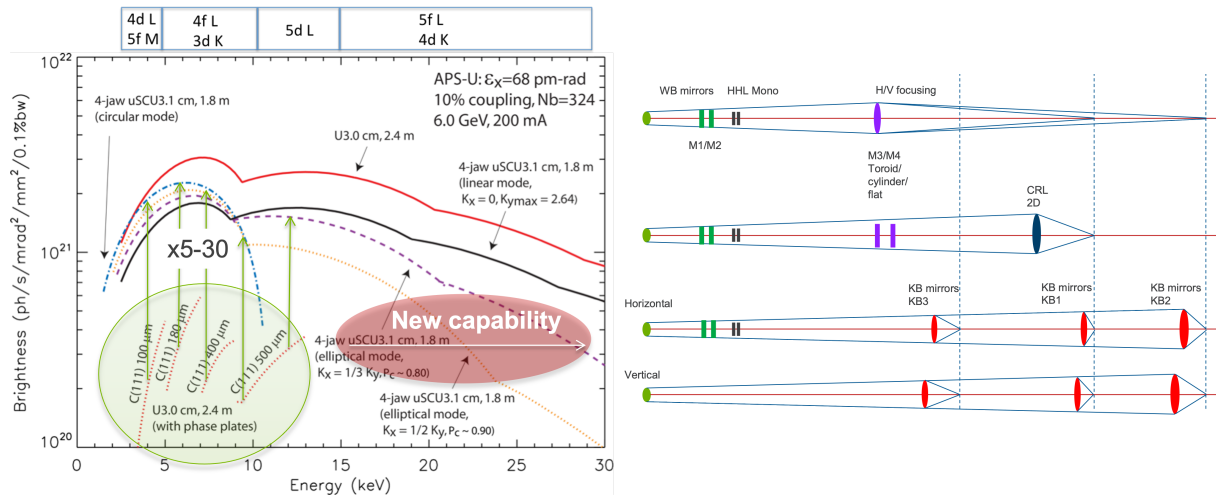 4d L
5f M
4f L
3d K
5d L
5f L
4d K
Brightness (ph/s/mrad²/mm²/0.1%bw)
10²²
10²¹
10²⁰
4-jaw uSCU3.1 cm, 1.8 m
(circular mode)
APS-U: εx=68 pm-rad
10% coupling, Nb=324
6.0 GeV, 200 mA
U3.0 cm, 2.4 m
4-jaw uSCU3.1 cm, 1.8 m
(linear mode,
Kx = 0, Kymax = 2.64)
x5-30
New capability
C(111) 100 μm
C(111) 180 μm
C(111) 400 μm
C(111) 500 μm
U3.0 cm, 2.4 m
(with phase plates)
4-jaw uSCU3.1 cm, 1.8 m
(elliptical mode,
Kx = 1/3 Ky, Pc ~ 0.80)
4-jaw uSCU3.1 cm, 1.8 m
(elliptical mode,
Kx = 1/2 Ky, Pc ~ 0.90)
0 5 10 15 20 25 30
Energy (keV)
WB mirrors
HHL Mono
H/V focusing
M1/M2
M3/M4
Toroid/
cylinder/
flat
CRL
2D
Horizontal
KB mirrors
KB3
KB mirrors
KB1
KB mirrors
KB2
Vertical